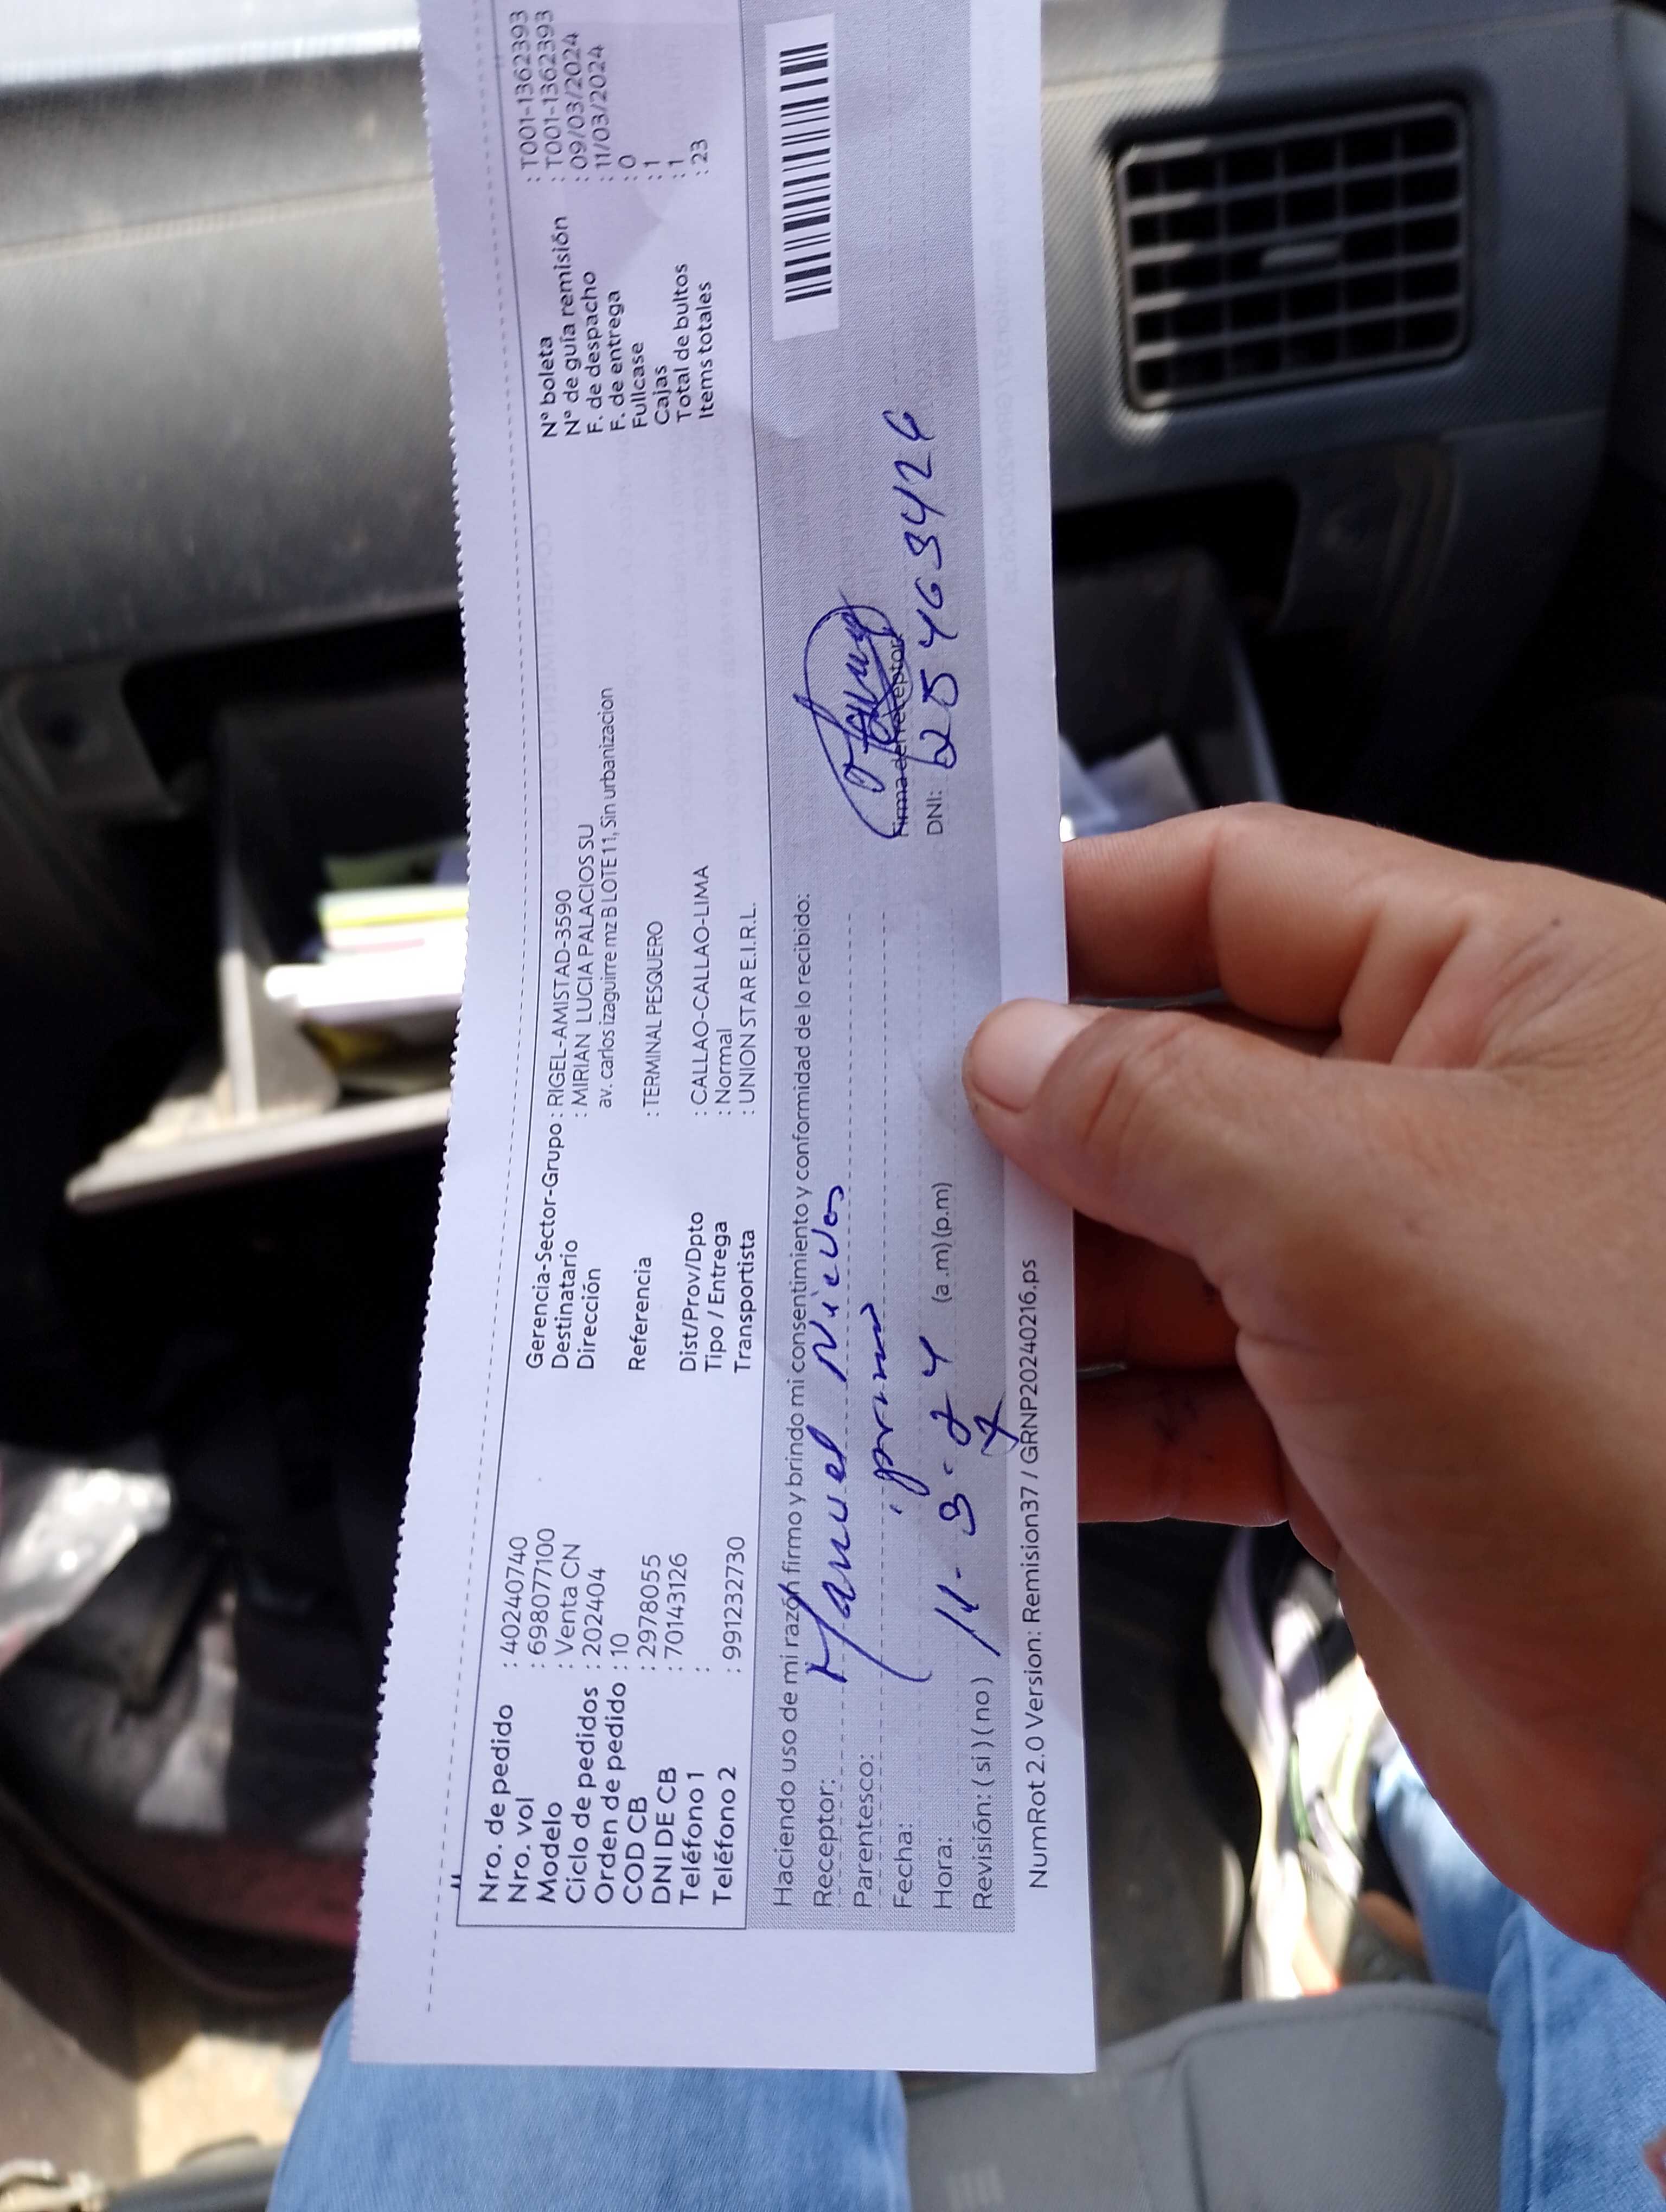 Nro. de pedido : 40240740
Nro. vol : 698077100
Modelo : Venta CN
Ciclo de pedidos : 202404
Orden de pedido : 10
COD CB : 2978055
DNI DE CB : 70143126
Teléfono 1 :
Teléfono 2 : 991232730
Gerencia-Sector-Grupo : RIGEL-AMISTAD-3590
Destinatario : MIRIAN LUCIA PALACIOS SU
Dirección av. carlos izaguirre mz B LOTE 11, Sin urbanizacion
Referencia : TERMINAL PESQUERO
Dist/Prov/Dpto : CALLAO-CALLAO-LIMA
Tipo / Entrega : Normal
Transportista : UNION STAR E.I.R.L.
N° boleta : T001-1362393
N° de guía remisión : T001-1362393
F. de despacho : 09/03/2024
F. de entrega : 11/03/2024
Fullcase : 0
Cajas : 1
Total de bultos : 1
Items totales : 23
Haciendo uso de mi razón firmo y brindo mi consentimiento y conformidad de lo recibido:
Receptor: Manuel Nieves
Parentesco:
Fecha: 11-3-24
Hora: (a.m) (p.m)
Revisión: ( si ) ( no )
Firma del receptor
DNI: 25463424
NumRot 2.0 Version: Remision37 / GRNP20240216.ps